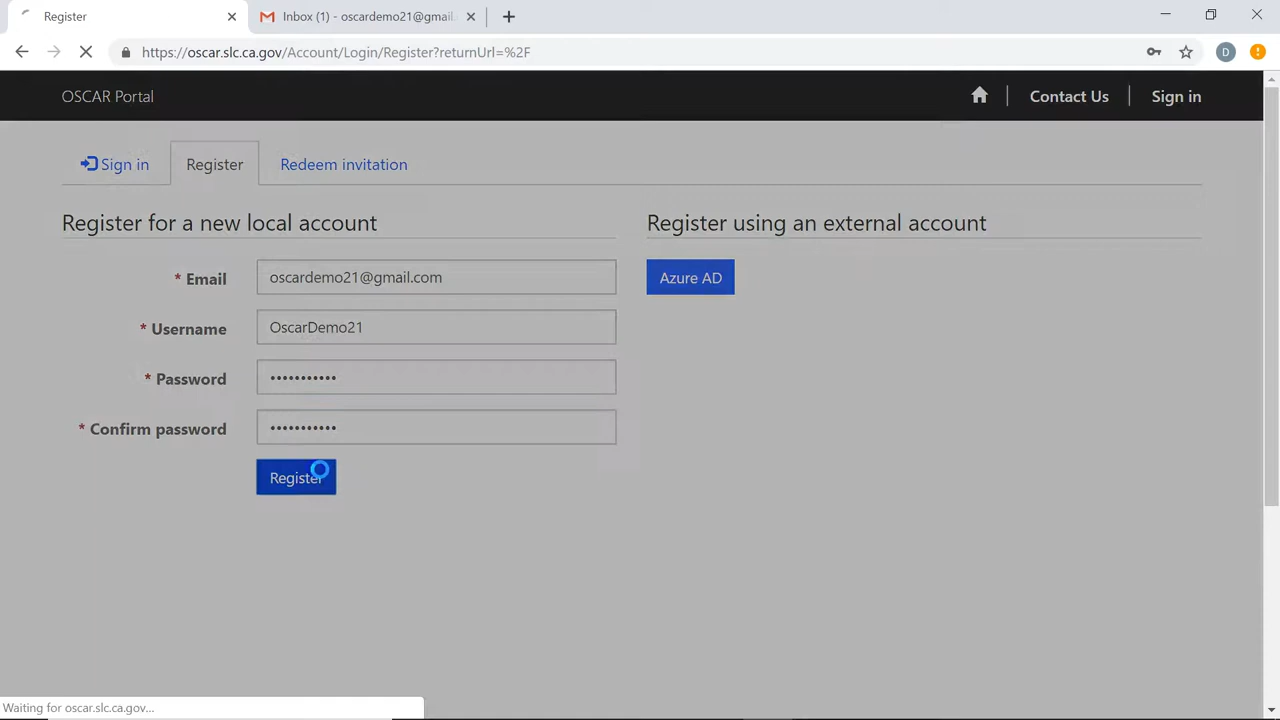 Register
Inbox (1) - oscardemo21@gmail.
https://oscar.slc.ca.gov/Account/Login/Register?returnUrl=%2F
D
OSCAR Portal
Contact Us
Sign in
Sign in
Register
Redeem invitation
Register for a new local account
Register using an external account
* Email
oscardemo21@gmail.com
Azure AD
* Username
OscarDemo21
* Password
•••••••••••
* Confirm password
•••••••••••
Register
Waiting for oscar.slc.ca.gov...